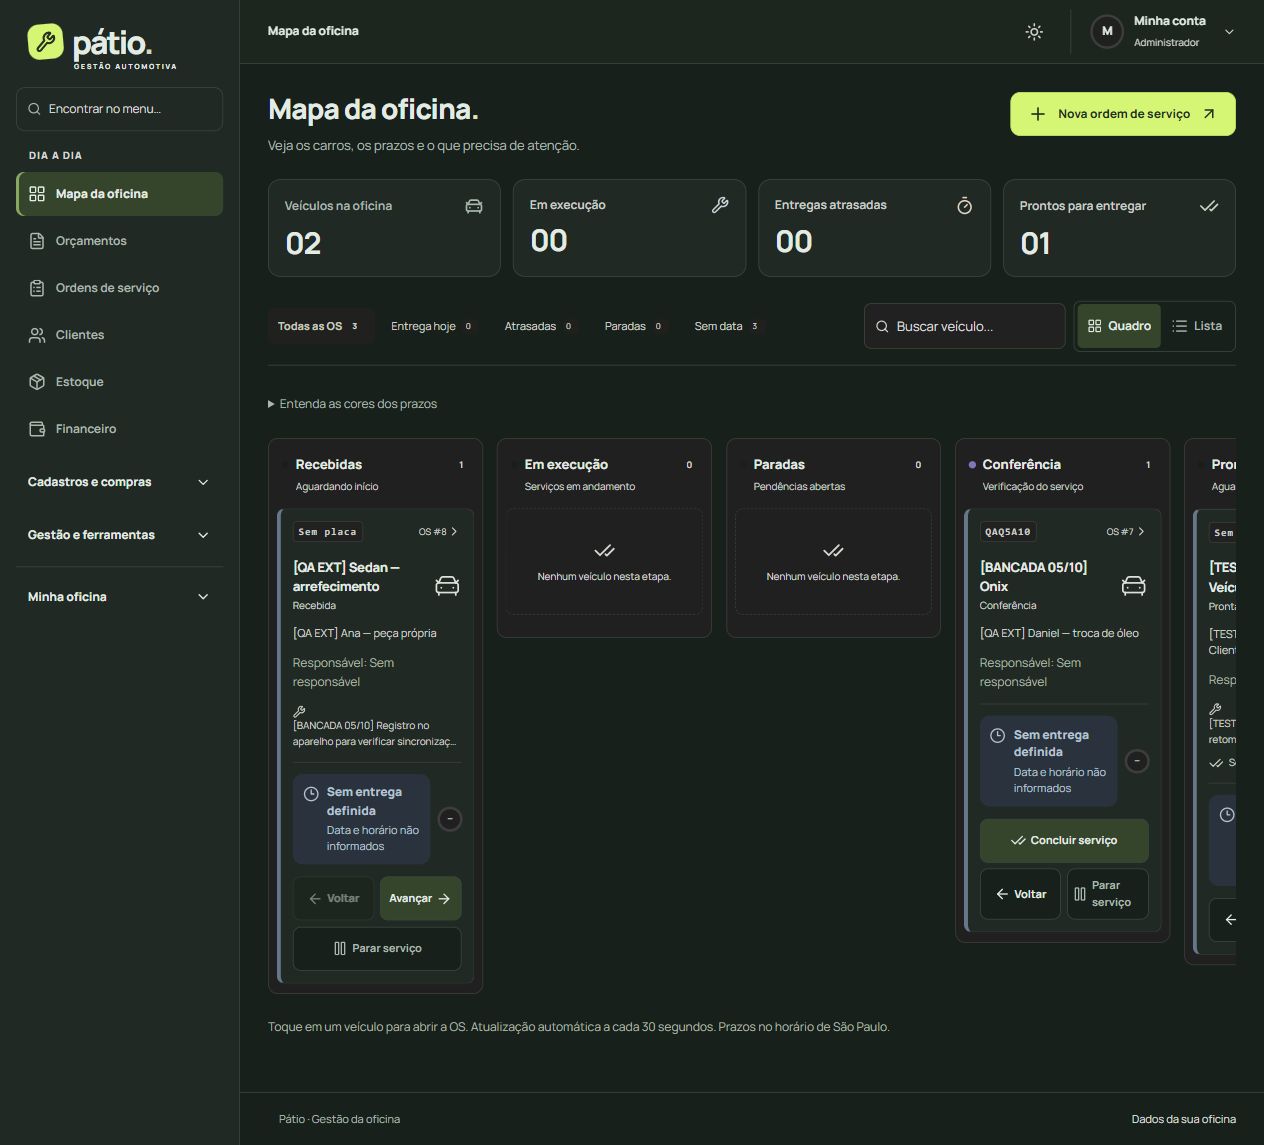 pátio.
GESTÃO AUTOMOTIVA
Encontrar no menu...
DIA A DIA
Mapa da oficina
Orçamentos
Ordens de serviço
Clientes
Estoque
Financeiro
Cadastros e compras
Gestão e ferramentas
Minha oficina
Mapa da oficina
M
Minha conta
Administrador
Mapa da oficina.
Veja os carros, os prazos e o que precisa de atenção.
Nova ordem de serviço
Veículos na oficina
02
Em execução
00
Entregas atrasadas
00
Prontos para entregar
01
Todas as OS 3
Entrega hoje 0
Atrasadas 0
Paradas 0
Sem data 3
Buscar veículo...
Quadro
Lista
Entenda as cores dos prazos
Recebidas 1
Aguardando início
Sem placa
OS #8
[QA EXT] Sedan —
arrefecimento
Recebida
[QA EXT] Ana — peça própria
Responsável: Sem
responsável
[BANCADA 05/10] Registro no
aparelho para verificar sincronizaç...
Sem entrega
definida
Data e horário não
informados
–
Voltar
Avançar
Parar serviço
Em execução 0
Serviços em andamento
Nenhum veículo nesta etapa.
Paradas 0
Pendências abertas
Nenhum veículo nesta etapa.
Conferência 1
Verificação do serviço
QAQ5A10
OS #7
[BANCADA 05/10]
Onix
Conferência
[QA EXT] Daniel — troca de óleo
Responsável: Sem
responsável
Sem entrega
definida
Data e horário não
informados
–
Concluir serviço
Voltar
Parar
serviço
Pron
Agua
Sem
[TES
Veícu
Pronta
[TEST
Client
Resp
[TEST
retom
Se
Toque em um veículo para abrir a OS. Atualização automática a cada 30 segundos. Prazos no horário de São Paulo.
Pátio · Gestão da oficina
Dados da sua oficina